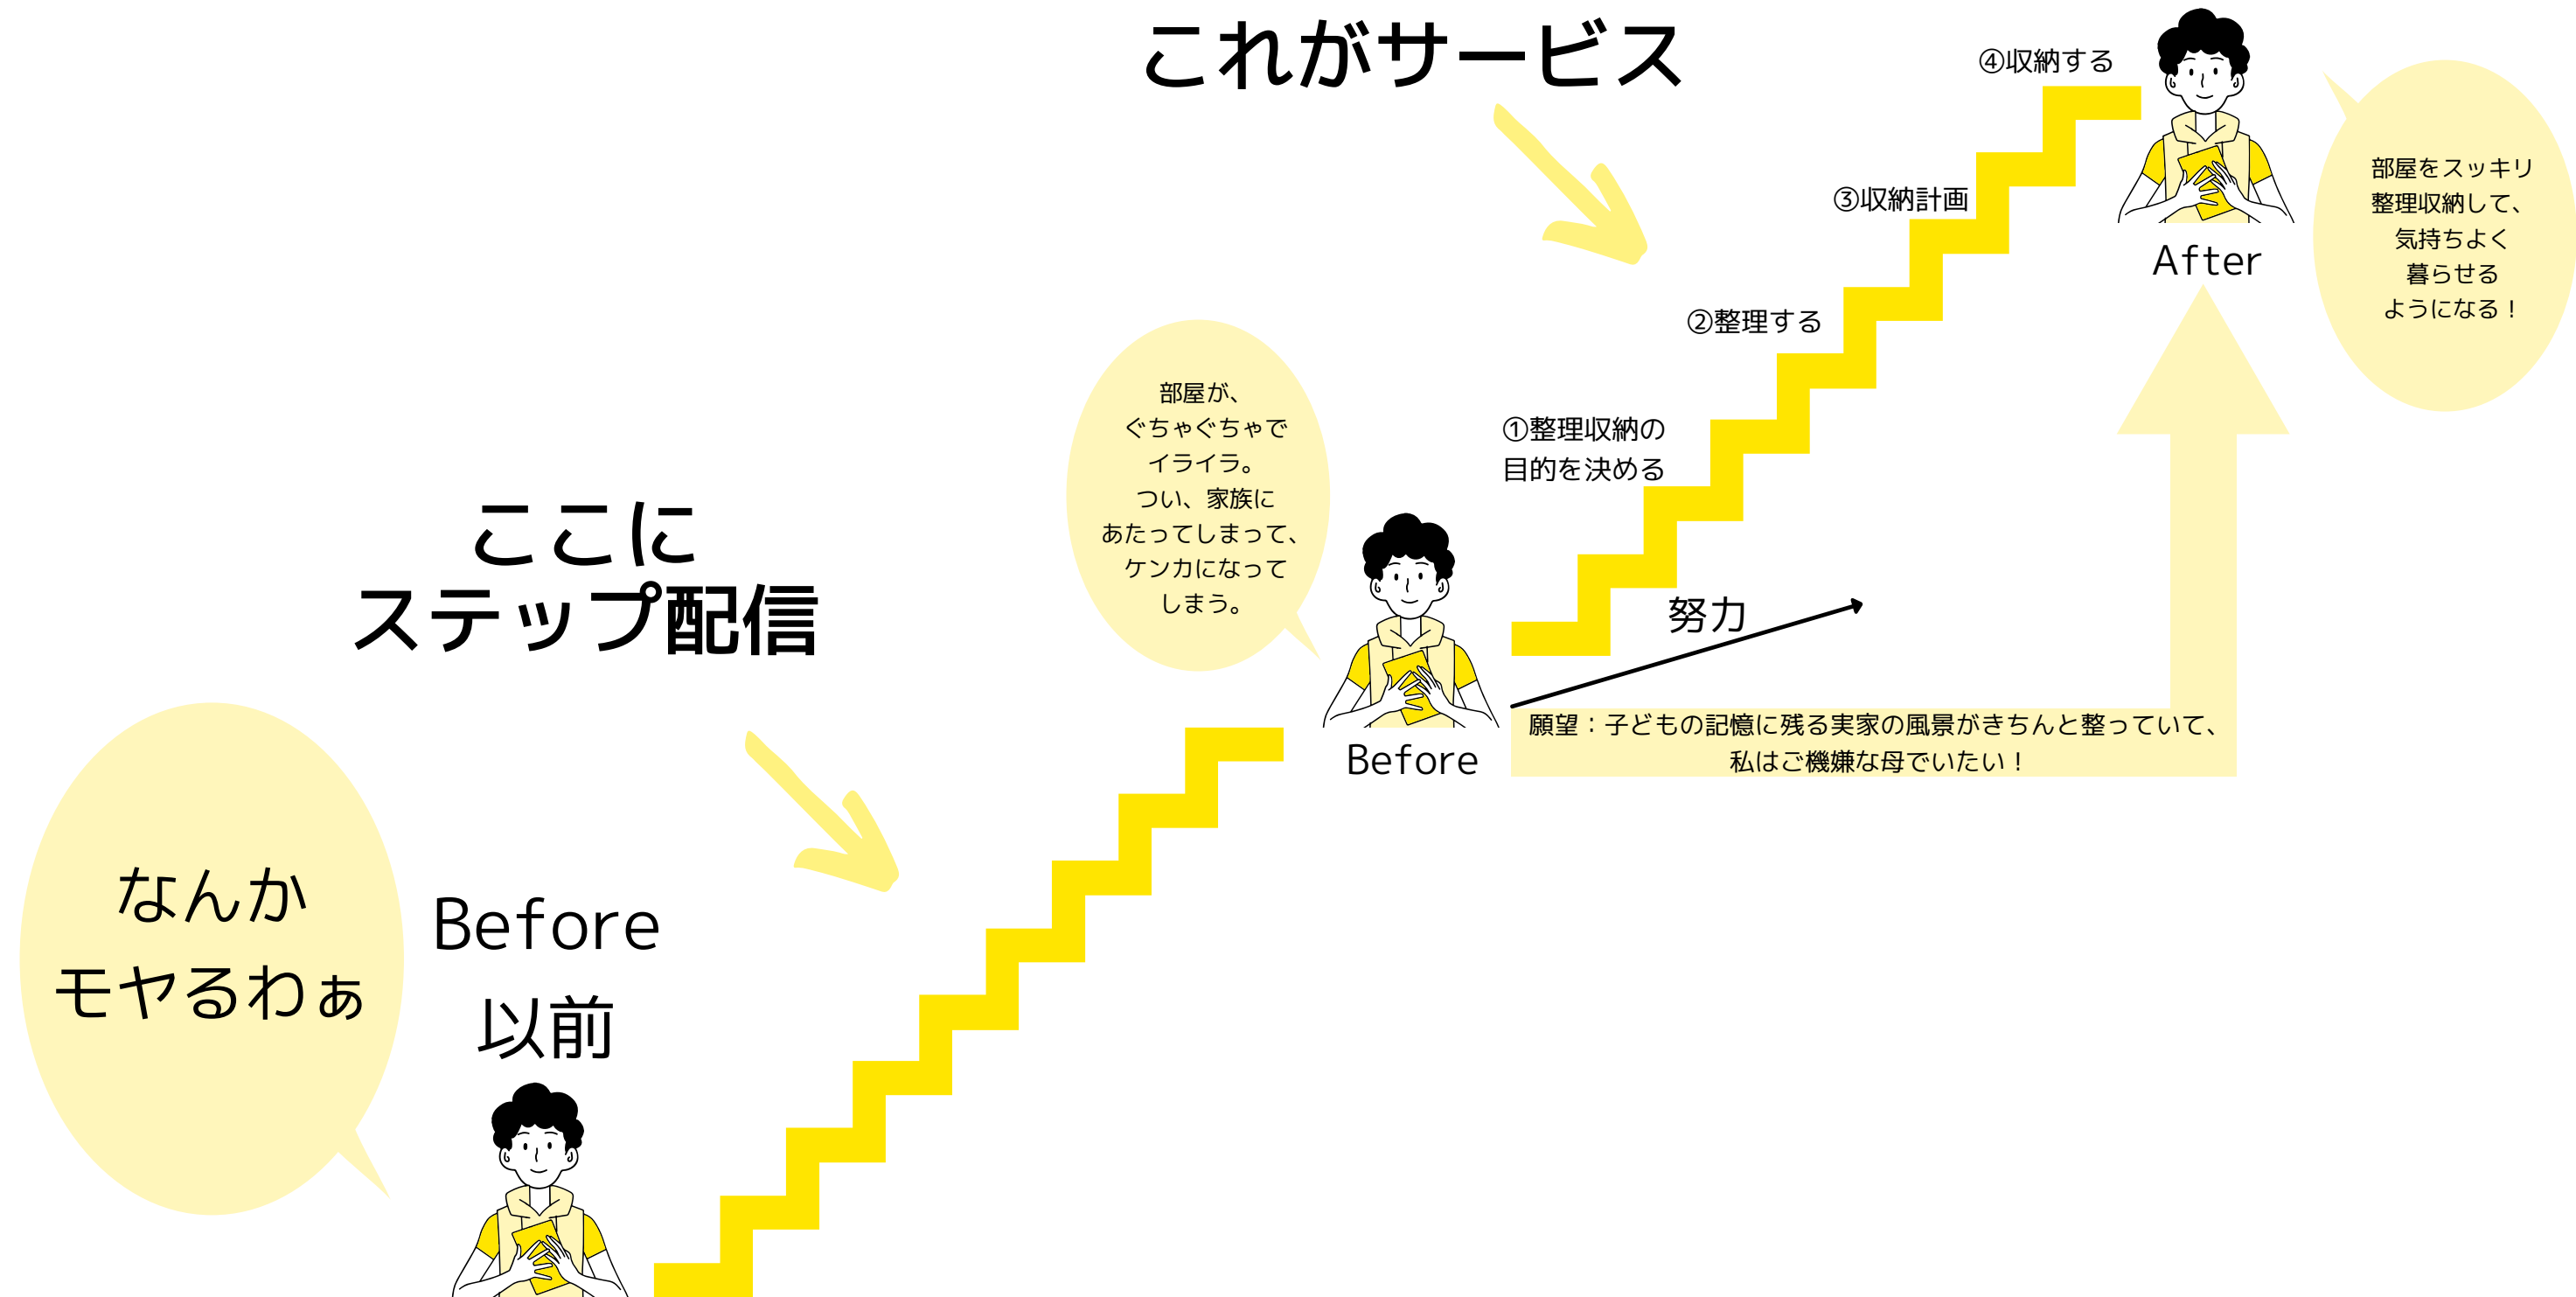 これがサービス
④収納する
③収納計画
②整理する
①整理収納の
目的を決める
After
部屋をスッキリ
整理収納して、
気持ちよく
暮らせる
ようになる！
部屋が、
ぐちゃぐちゃで
イライラ。
つい、家族に
あたってしまって、
ケンカになって
しまう。
Before
努力
願望：子どもの記憶に残る実家の風景がきちんと整っていて、
私はご機嫌な母でいたい！
ここに
ステップ配信
なんか
モヤるわぁ
Before
以前